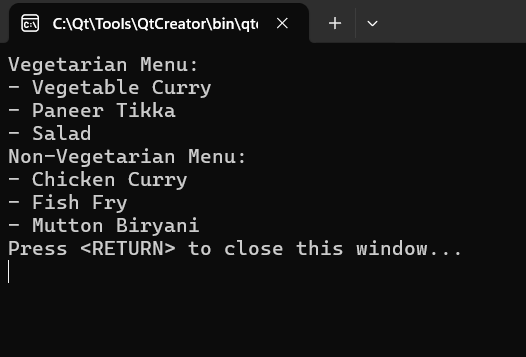 C:\Qt\Tools\QtCreator\bin\qt
Vegetarian Menu:
- Vegetable Curry
- Paneer Tikka
- Salad
Non-Vegetarian Menu:
- Chicken Curry
- Fish Fry
- Mutton Biryani
Press <RETURN> to close this window...